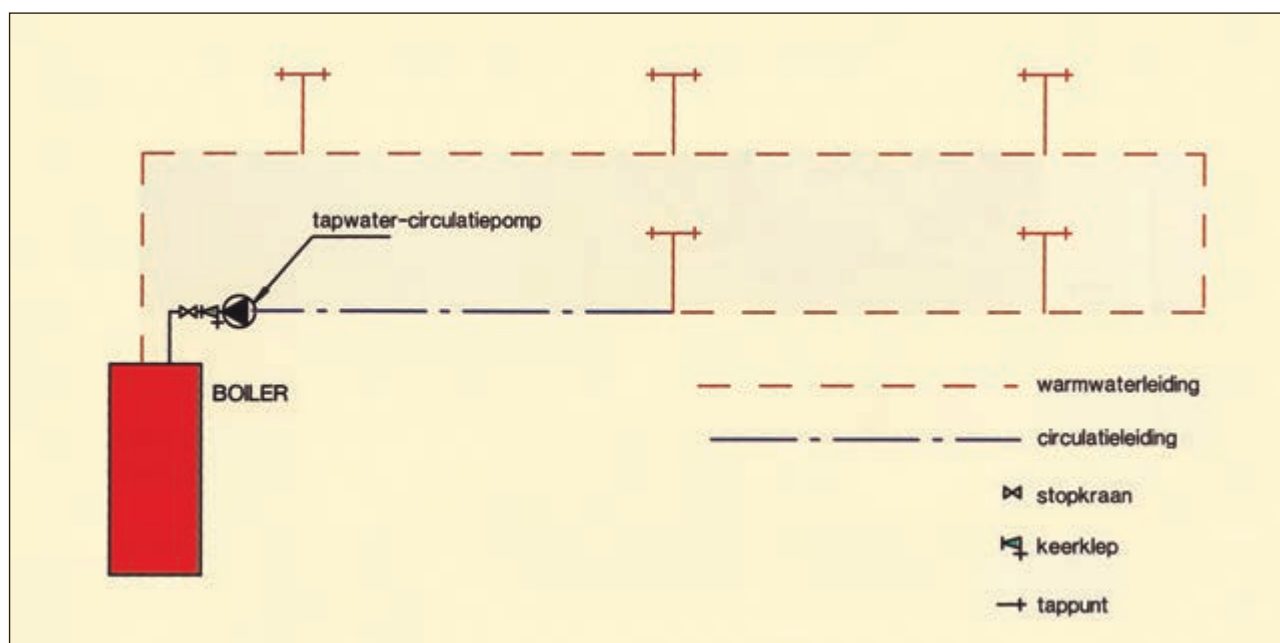 tapwater-circulatiepomp
BOILER
warmwaterleiding
circulatieleiding
stopkraan
keerklep
tappunt